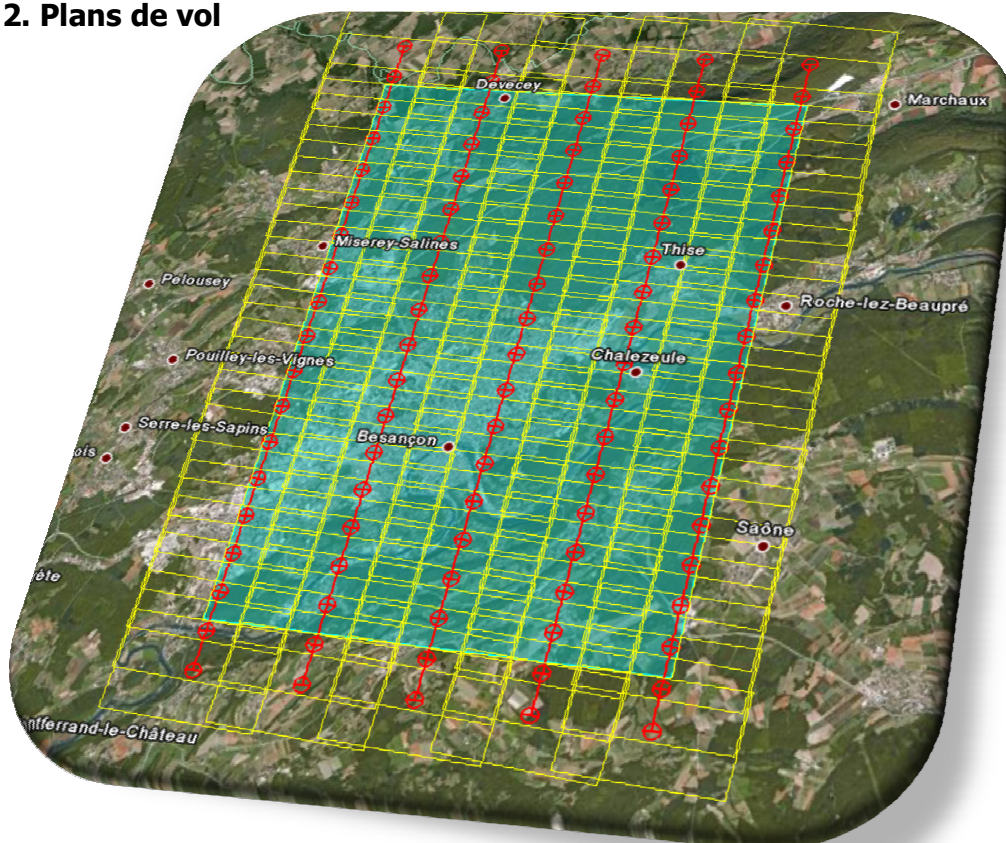 2. Plans de vol
Devecey
Marchaux
Miserey-Salines
Thise
Pelousey
Roche-lez-Beaupré
Pouilley-les-Vignes
Chalezeule
Serre-les-Sapins
Besançon
ois
Saône
ntferrand-le-Château